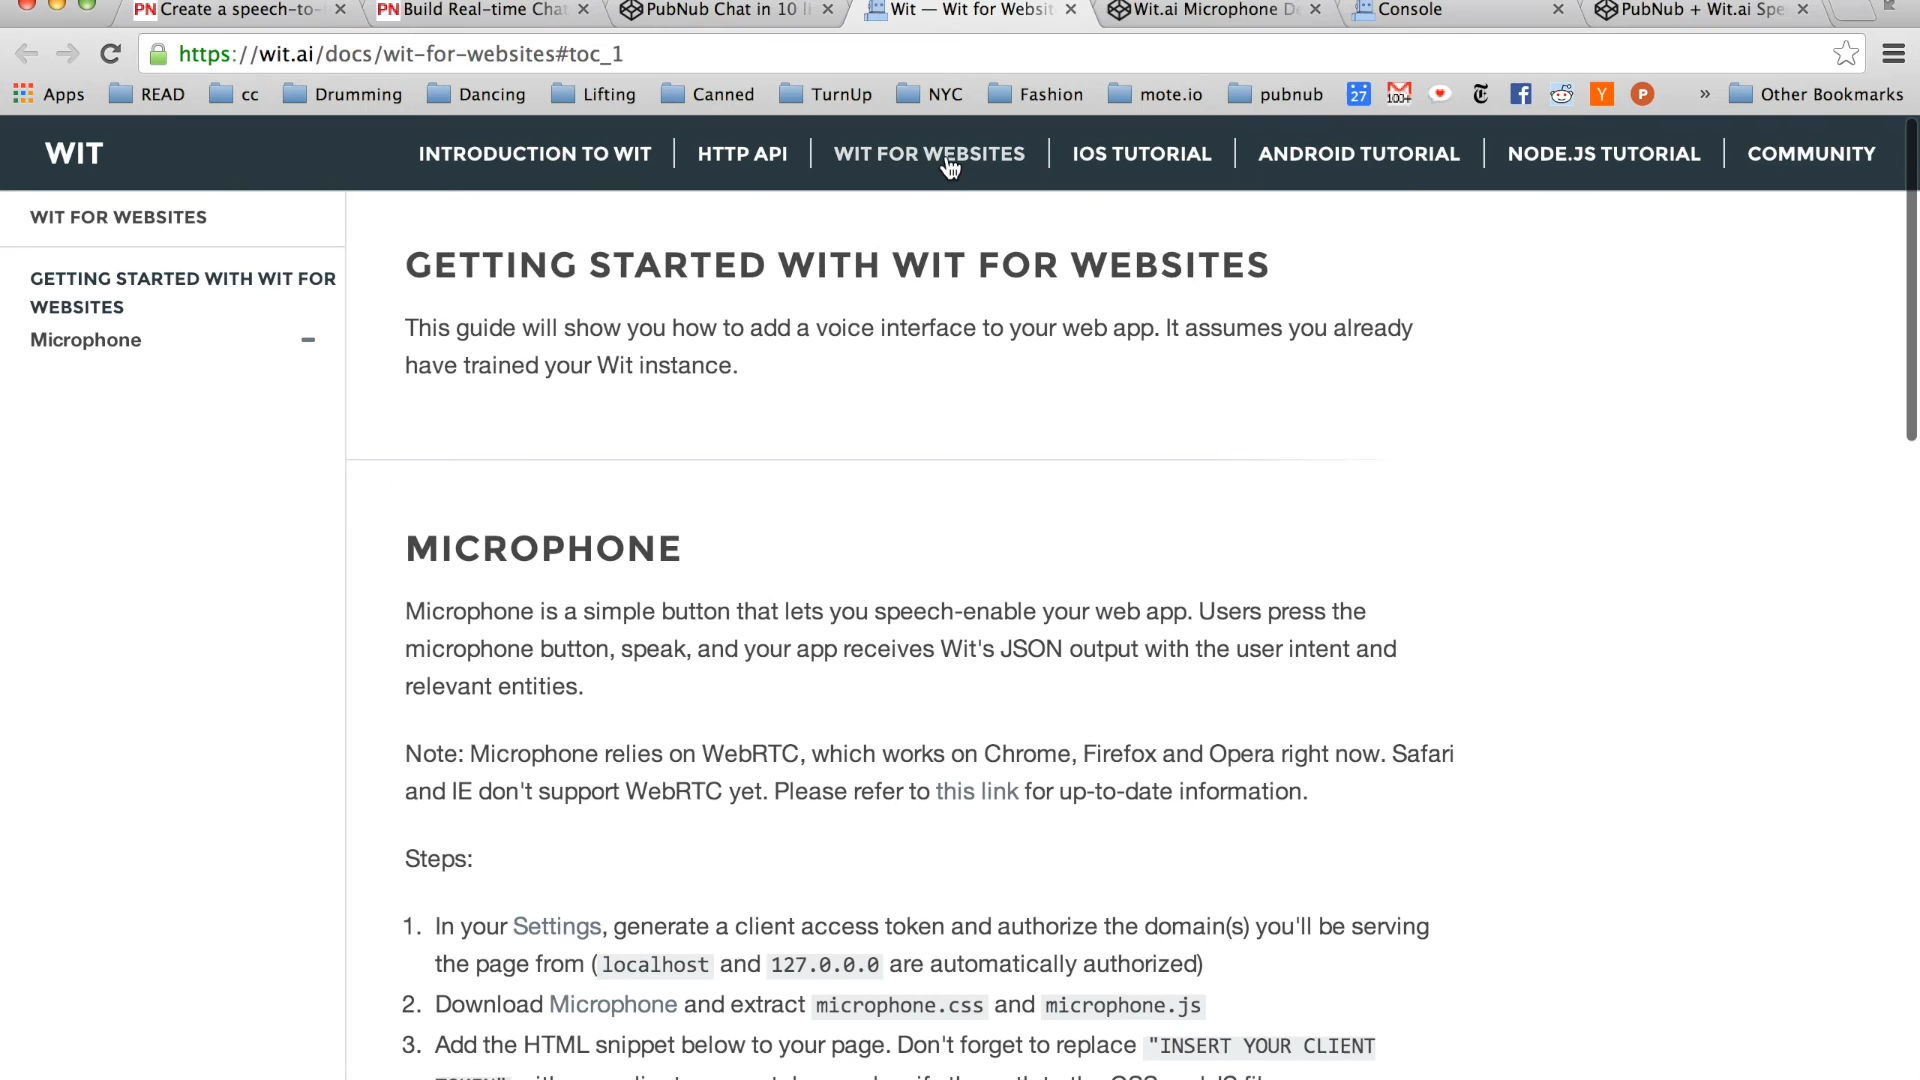 PN Create a speech-to-
PN Build Real-time Cha
PubNub Chat in 10 li
Wit — Wit for Websit
Wit.ai Microphone De
Console
PubNub + Wit.ai Spe
https://wit.ai/docs/wit-for-websites#toc_1
Apps READ cc Drumming Dancing Lifting Canned TurnUp NYC Fashion mote.io pubnub 27 100+ Y P » Other Bookmarks
WIT INTRODUCTION TO WIT HTTP API WIT FOR WEBSITES IOS TUTORIAL ANDROID TUTORIAL NODE.JS TUTORIAL COMMUNITY
WIT FOR WEBSITES
GETTING STARTED WITH WIT FOR
WEBSITES
Microphone
GETTING STARTED WITH WIT FOR WEBSITES
This guide will show you how to add a voice interface to your web app. It assumes you already
have trained your Wit instance.
MICROPHONE
Microphone is a simple button that lets you speech-enable your web app. Users press the
microphone button, speak, and your app receives Wit's JSON output with the user intent and
relevant entities.
Note: Microphone relies on WebRTC, which works on Chrome, Firefox and Opera right now. Safari
and IE don't support WebRTC yet. Please refer to this link for up-to-date information.
Steps:
1. In your Settings, generate a client access token and authorize the domain(s) you'll be serving
the page from (localhost and 127.0.0.0 are automatically authorized)
2. Download Microphone and extract microphone.css and microphone.js
3. Add the HTML snippet below to your page. Don't forget to replace "INSERT YOUR CLIENT